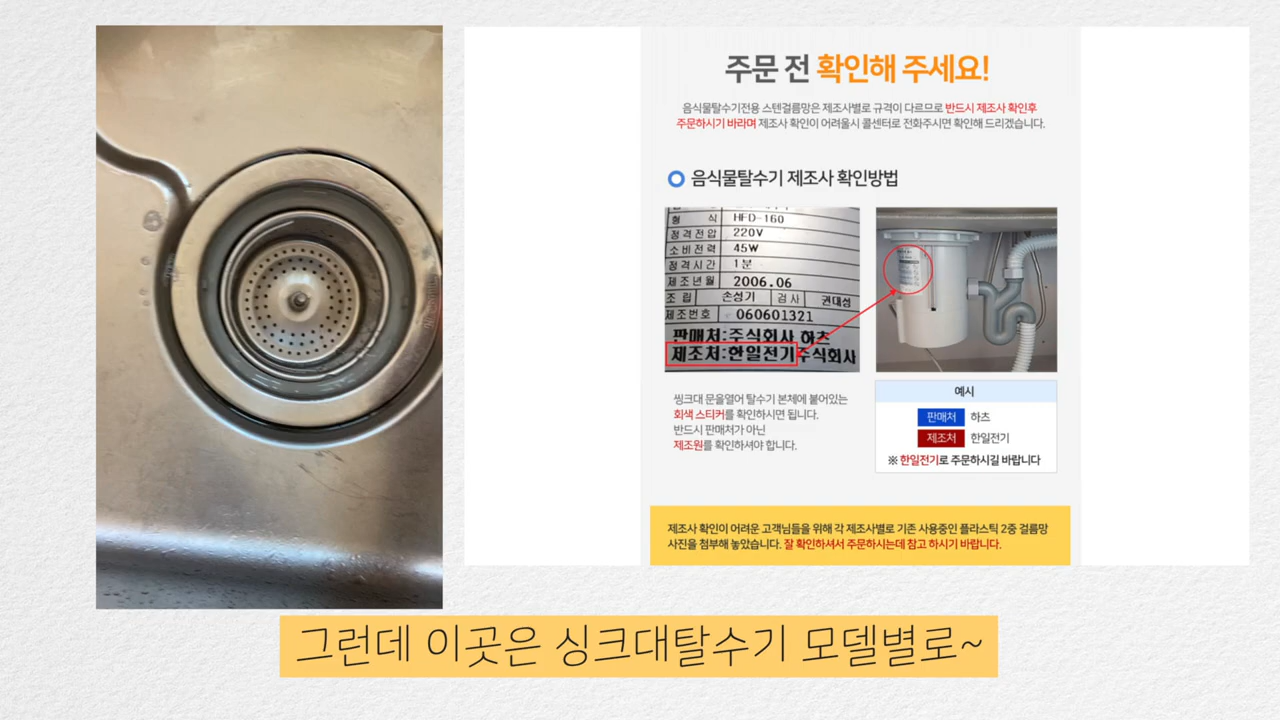 주문 전 확인해 주세요!
음식물탈수기전용 스텐걸름망은 제조사별로 규격이 다르므로 반드시 제조사 확인후
주문하시기 바라며 제조사 확인이 어려울시 콜센터로 전화주시면 확인해 드리겠습니다.
음식물탈수기 제조사 확인방법
형 식 HFD-160
정격전압 220V
소비전력 45W
정격시간 1분
제조년월 2006.06
조 립 손성기 검사 권대성
제조번호 060601321
판매처:주식회사 하츠
제조처:한일전기주식회사
씽크대 문을열어 탈수기 본체에 붙어있는
회색 스티커를 확인하시면 됩니다.
반드시 판매처가 아닌
제조원를 확인하셔야 합니다.
예시
판매처 하츠
제조처 한일전기
※ 한일전기로 주문하시길 바랍니다
제조사 확인이 어려운 고객님들을 위해 각 제조사별로 기존 사용중인 플라스틱 2중 걸름망
사진을 첨부해 놓았습니다. 잘 확인하셔서 주문하시는데 참고 하시기 바랍니다.
그런데 이곳은 싱크대탈수기 모델별로~